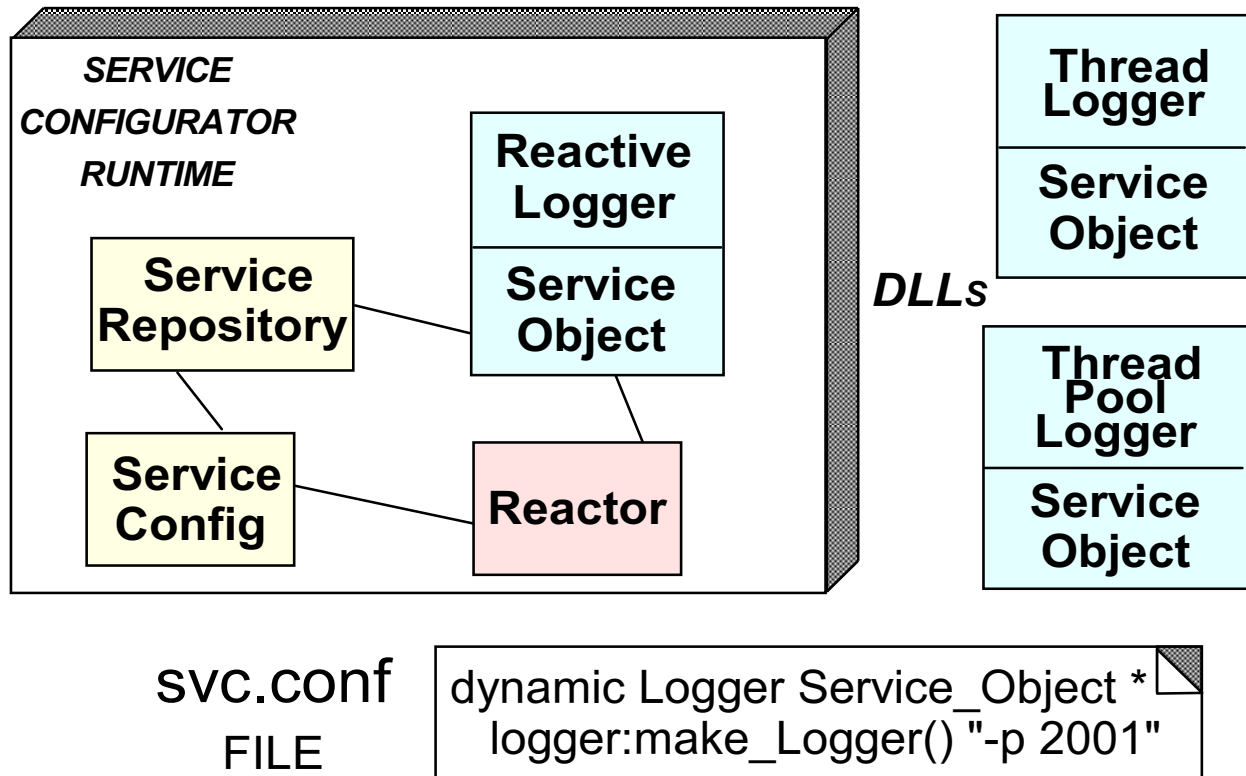 SERVICE
CONFIGURATOR
RUNTIME
Reactive
Logger
Service
Object
Service
Repository
Service
Config
Reactor
DLLs
Thread
Logger
Service
Object
Thread
Pool
Logger
Service
Object
svc.conf
FILE
dynamic Logger Service_Object *
logger:make_Logger() "-p 2001"